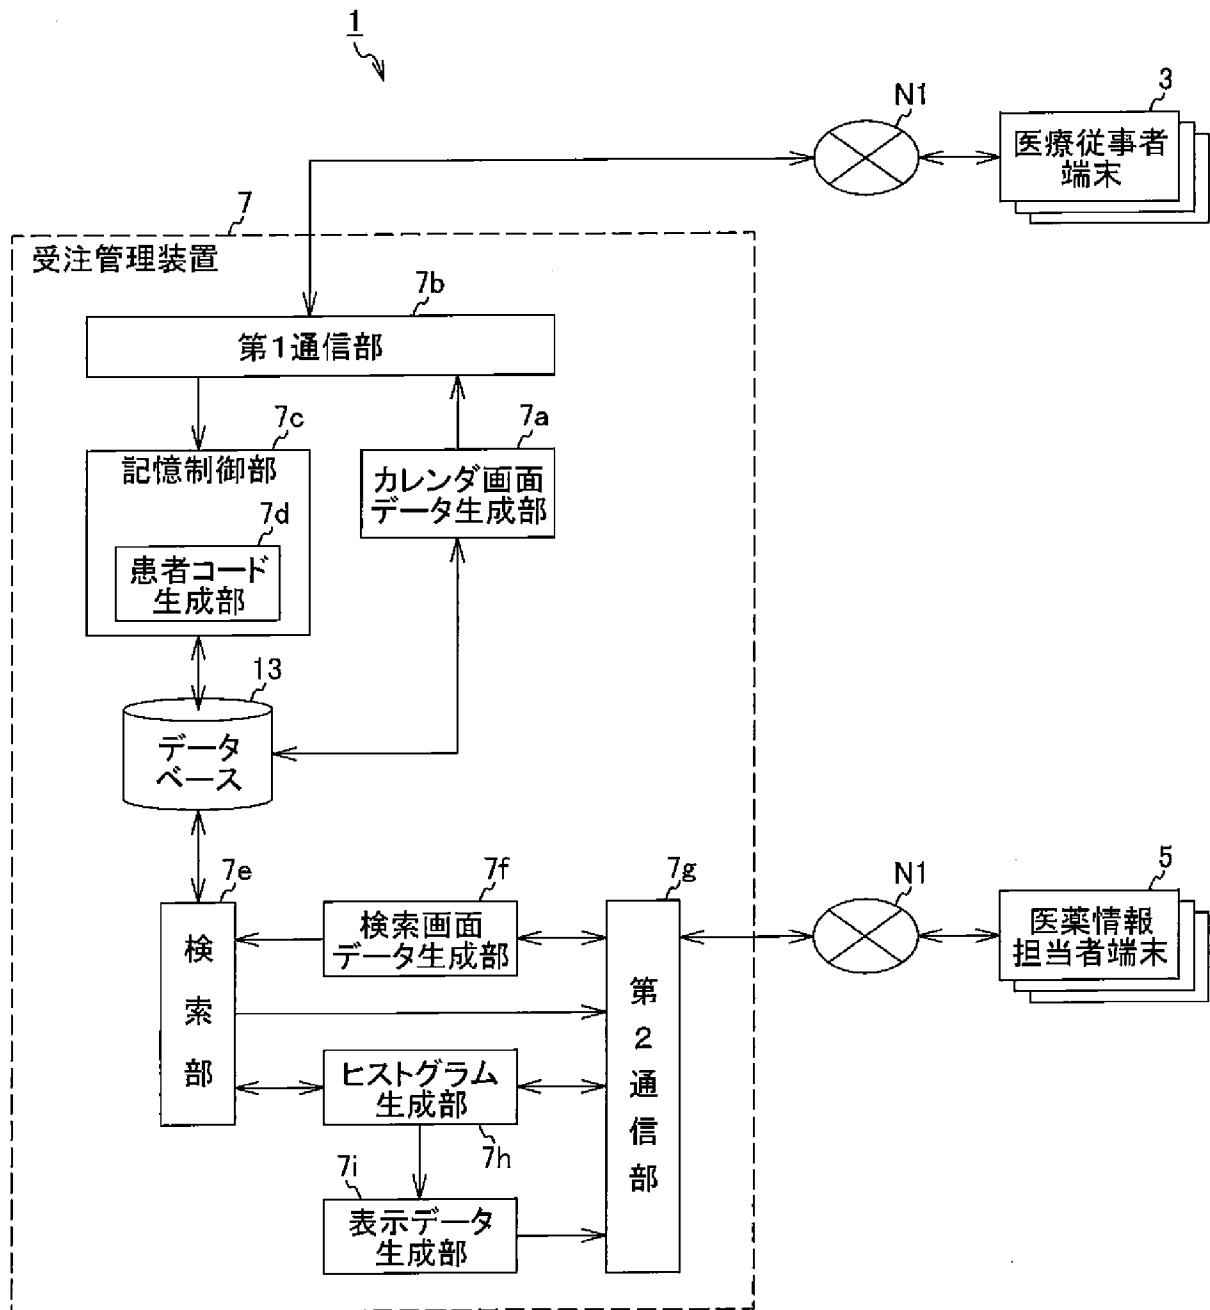 1
N1
3
医療従事者
端末
7
受注管理装置
7b
第1通信部
7c
記憶制御部
7a
カレンダ画面
データ生成部
7d
患者コード
生成部
13
データ
ベース
7e
検
索
部
7f
検索画面
データ生成部
7g
第
2
通
信
部
N1
5
医薬情報
担当者端末
ヒストグラム
生成部
7h
7i
表示データ
生成部